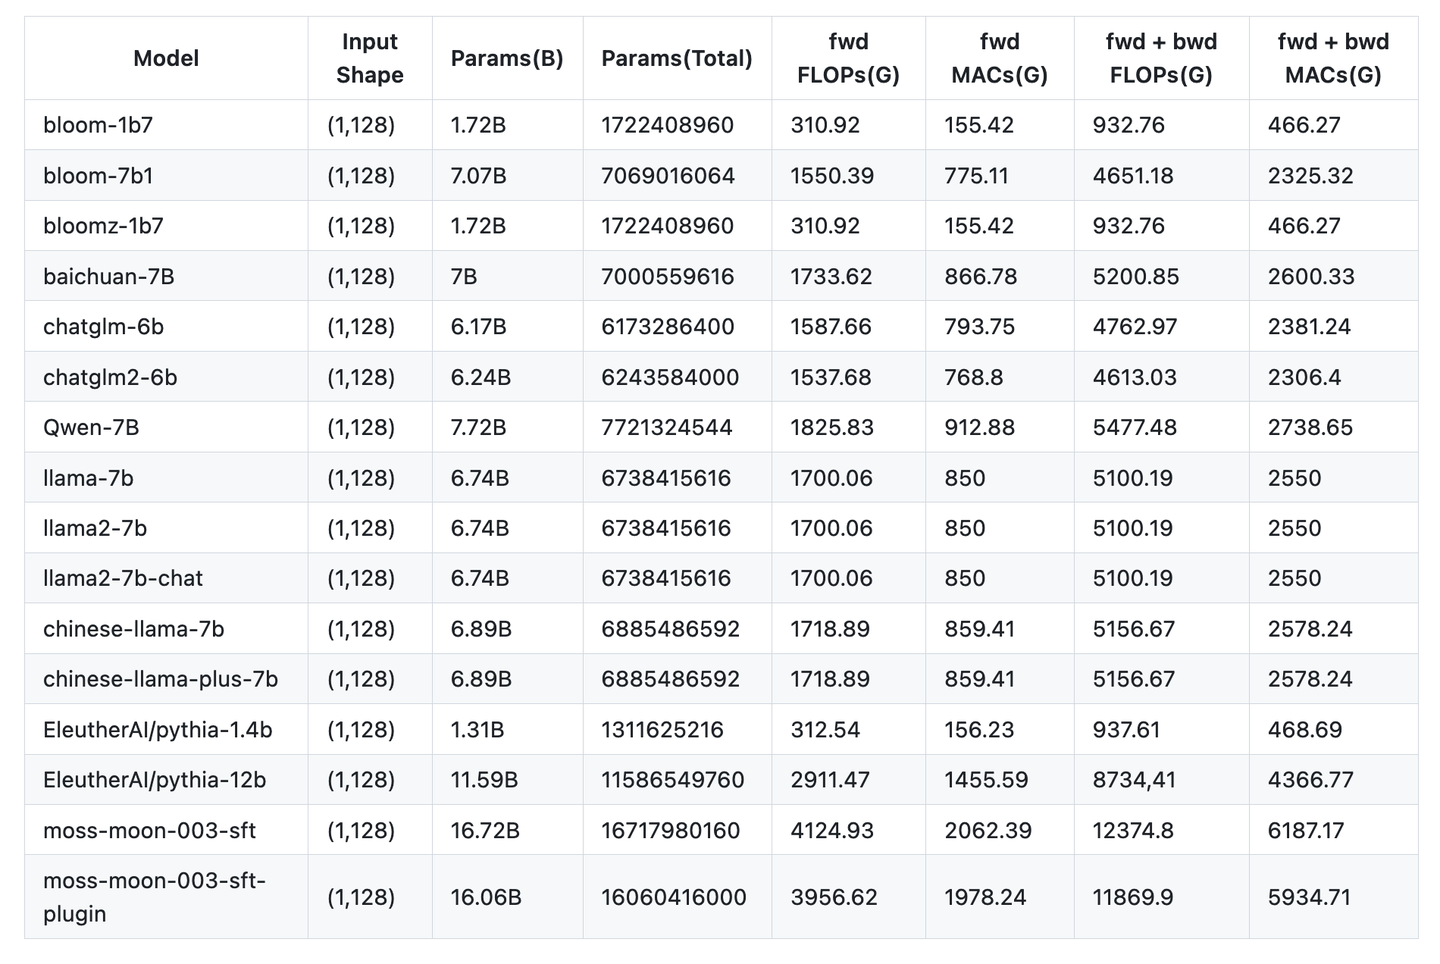 Model Input Shape Params(B) Params(Total) fwd FLOPs(G) fwd MACs(G) fwd + bwd FLOPs(G) fwd + bwd MACs(G)
bloom-1b7 (1,128) 1.72B 1722408960 310.92 155.42 932.76 466.27
bloom-7b1 (1,128) 7.07B 7069016064 1550.39 775.11 4651.18 2325.32
bloomz-1b7 (1,128) 1.72B 1722408960 310.92 155.42 932.76 466.27
baichuan-7B (1,128) 7B 7000559616 1733.62 866.78 5200.85 2600.33
chatglm-6b (1,128) 6.17B 6173286400 1587.66 793.75 4762.97 2381.24
chatglm2-6b (1,128) 6.24B 6243584000 1537.68 768.8 4613.03 2306.4
Qwen-7B (1,128) 7.72B 7721324544 1825.83 912.88 5477.48 2738.65
llama-7b (1,128) 6.74B 6738415616 1700.06 850 5100.19 2550
llama2-7b (1,128) 6.74B 6738415616 1700.06 850 5100.19 2550
llama2-7b-chat (1,128) 6.74B 6738415616 1700.06 850 5100.19 2550
chinese-llama-7b (1,128) 6.89B 6885486592 1718.89 859.41 5156.67 2578.24
chinese-llama-plus-7b (1,128) 6.89B 6885486592 1718.89 859.41 5156.67 2578.24
EleutherAI/pythia-1.4b (1,128) 1.31B 1311625216 312.54 156.23 937.61 468.69
EleutherAI/pythia-12b (1,128) 11.59B 11586549760 2911.47 1455.59 8734,41 4366.77
moss-moon-003-sft (1,128) 16.72B 16717980160 4124.93 2062.39 12374.8 6187.17
moss-moon-003-sft-plugin (1,128) 16.06B 16060416000 3956.62 1978.24 11869.9 5934.71